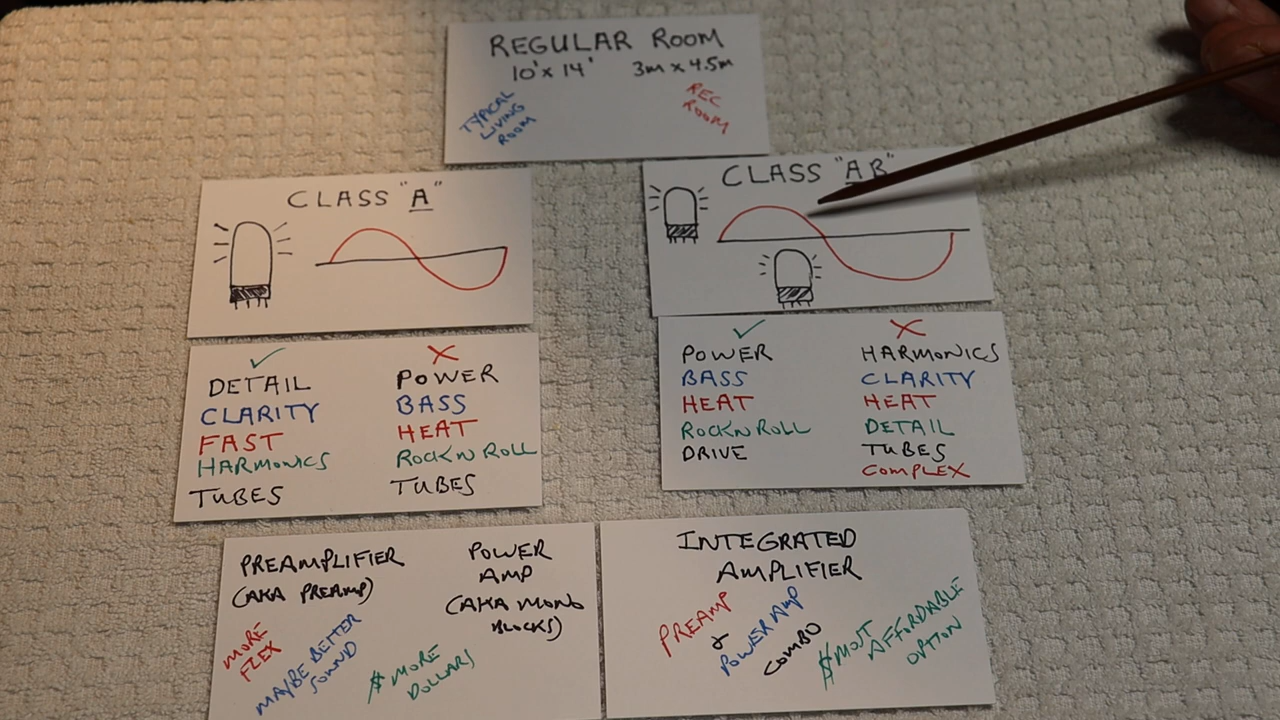 REGULAR ROOM
10' x 14' 3m x 4.5m
TYPICAL
LIVING
ROOM
REC
ROOM
CLASS "A"
CLASS "AB"
✓ X
DETAIL POWER
CLARITY BASS
FAST HEAT
HARMONICS ROCK N ROLL
TUBES TUBES
✓ X
POWER HARMONICS
BASS CLARITY
HEAT HEAT
ROCK N ROLL DETAIL
DRIVE TUBES
COMPLEX
PREAMPLIFIER
(AKA PREAMP)
POWER
AMP
(AKA MONO
BLOCKS)
MORE
FLEX
MAYBE BETTER
SOUND
$ MORE
DOLLARS
INTEGRATED
AMPLIFIER
PREAMP
&
POWER AMP
COMBO
$MOST
AFFORDABLE
OPTION